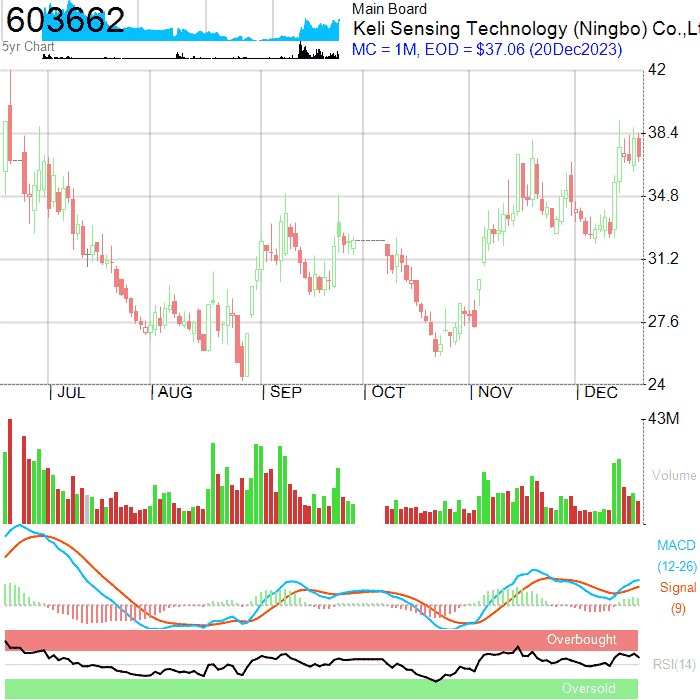 603662
5yr Chart
Main Board
Keli Sensing Technology (Ningbo) Co.,Lt
MC = 1M, EOD = $37.06 (20Dec2023)
42
38.4
34.8
31.2
27.6
24
JUL AUG SEP OCT NOV DEC
43M
Volume
MACD
(12-26)
Signal
(9)
Overbought
RSI(14)
Oversold